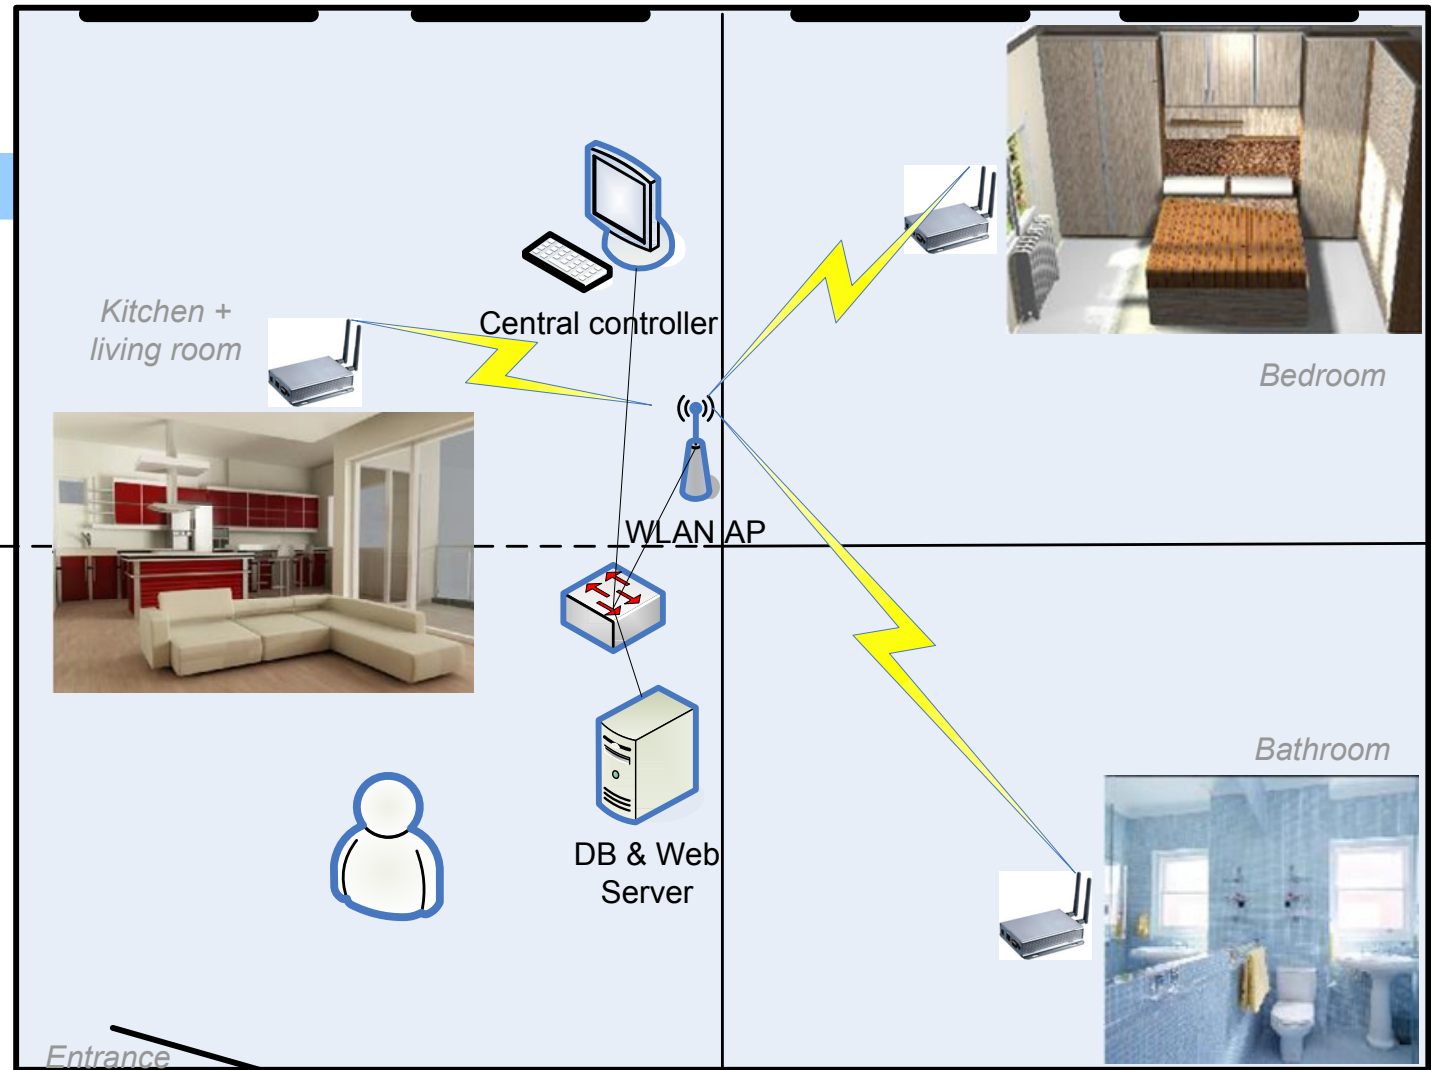 Kitchen +
living room
Central controller
Bedroom
WLAN AP
Bathroom
DB & Web
Server
Entrance